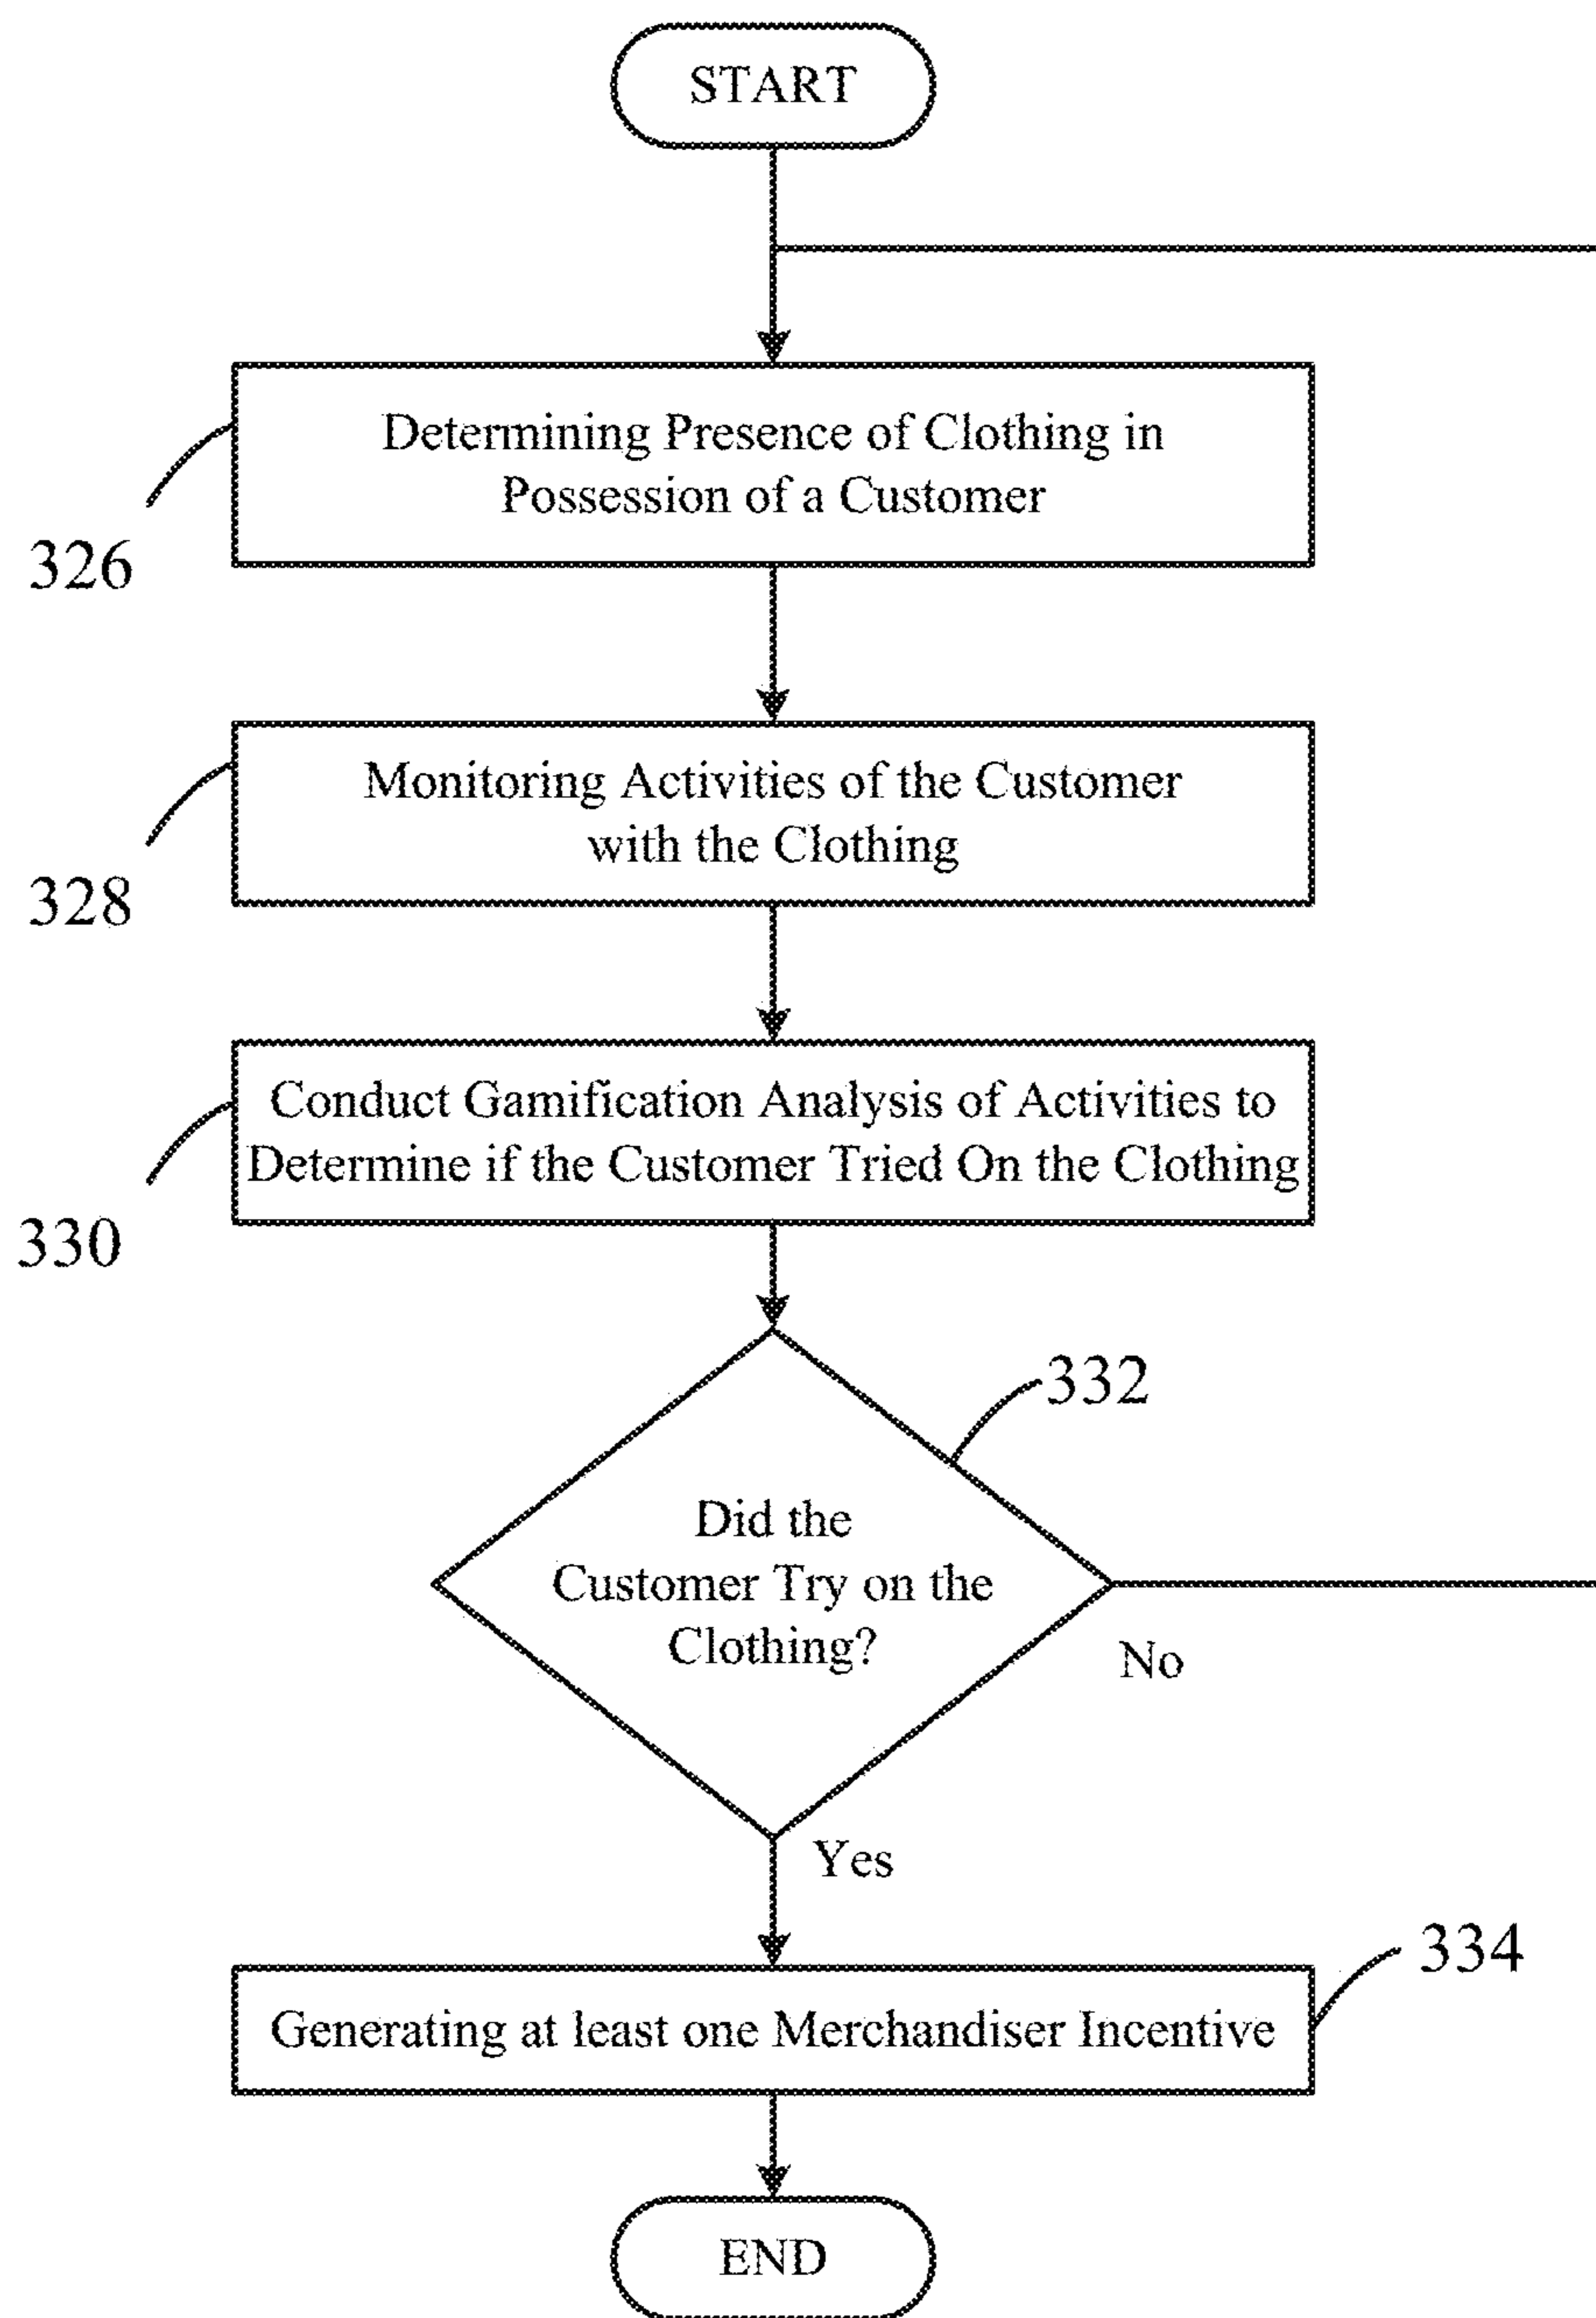 START
Determining Presence of Clothing in
Possession of a Customer
326
Monitoring Activities of the Customer
with the Clothing
328
Conduct Gamification Analysis of Activities to
Determine if the Customer Tried On the Clothing
330
332
Did the
Customer Try on the
Clothing?
No
Yes
334
Generating at least one Merchandiser Incentive
END